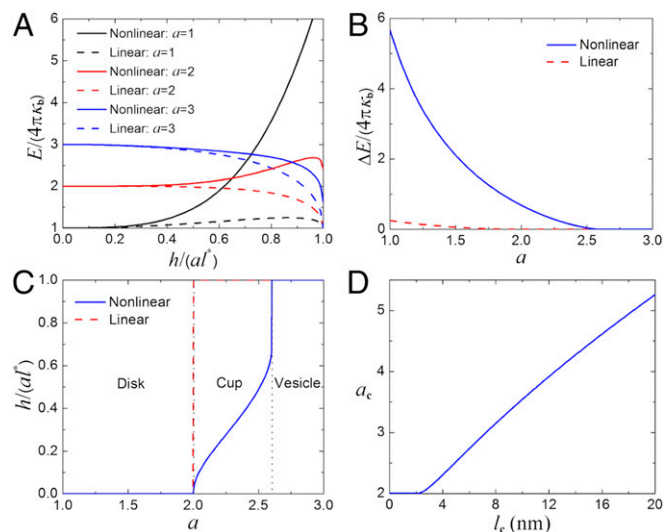 A
Nonlinear: a=1
Linear: a=1
Nonlinear: a=2
Linear: a=2
Nonlinear: a=3
Linear: a=3
E/(4πκb)
6
5
4
3
2
1
0.0 0.2 0.4 0.6 0.8 1.0
h/(al*)
B
Nonlinear
Linear
ΔE/(4πκb)
6
4
2
0
1.0 1.5 2.0 2.5 3.0
a
C
Nonlinear
Linear
h/(al*)
1.0
0.8
0.6
0.4
0.2
0.0
Disk Cup Vesicle
1.0 1.5 2.0 2.5 3.0
a
D
ac
5
4
3
2
0 4 8 12 16 20
ls (nm)